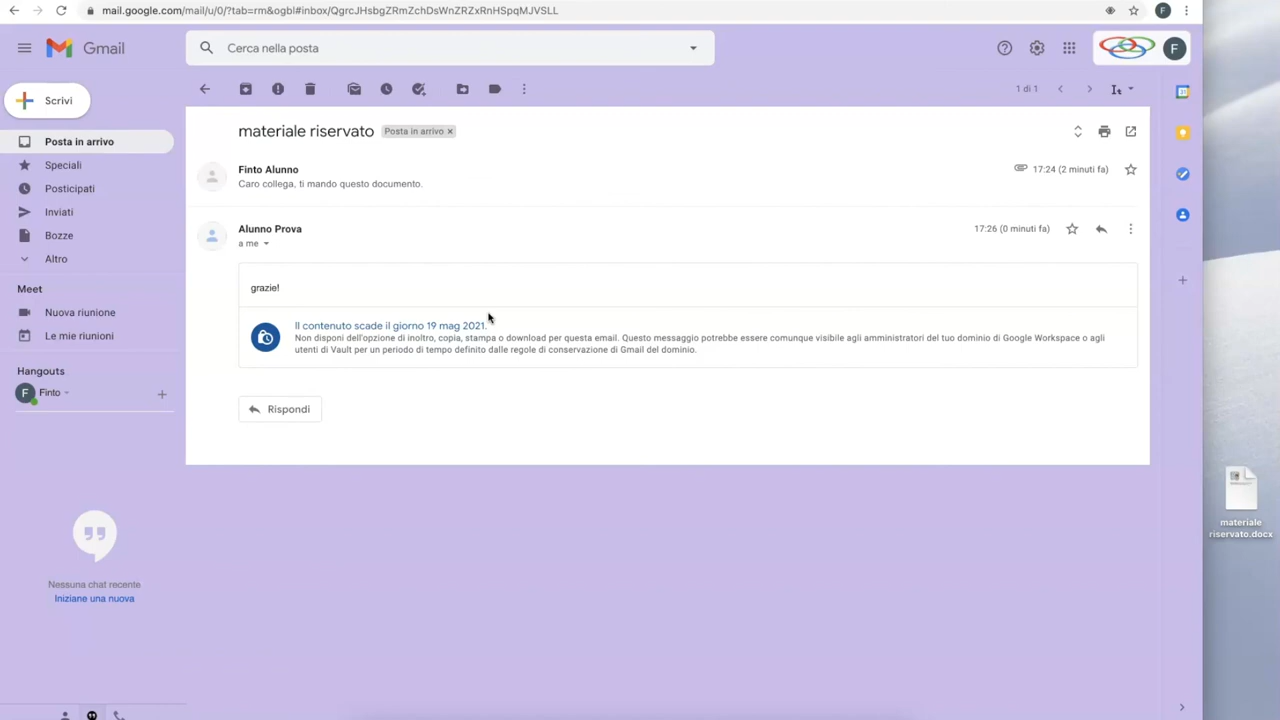 mail.google.com/mail/u/0/?tab=rm&ogbl#inbox/QgrcJHsbgZRmZchDsWnZRZxRnHSpqMJVSLL
F
Gmail
Cerca nella posta
F
Scrivi
1 di 1
Posta in arrivo
Speciali
Posticipati
Inviati
Bozze
Altro
Meet
Nuova riunione
Le mie riunioni
Hangouts
F Finto
Nessuna chat recente
Iniziane una nuova
materiale riservato Posta in arrivo ×
Finto Alunno 17:24 (2 minuti fa)
Caro collega, ti mando questo documento.
Alunno Prova 17:26 (0 minuti fa)
a me
grazie!
Il contenuto scade il giorno 19 mag 2021.
Non disponi dell'opzione di inoltro, copia, stampa o download per questa email. Questo messaggio potrebbe essere comunque visibile agli amministratori del tuo dominio di Google Workspace o agli
utenti di Vault per un periodo di tempo definito dalle regole di conservazione di Gmail del dominio.
Rispondi
materiale
riservato.docx